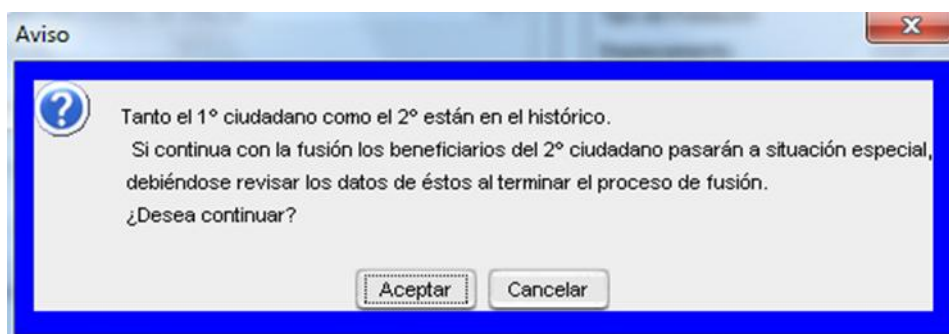 Aviso
Tanto el 1º ciudadano como el 2º están en el histórico.
Si continua con la fusión los beneficiarios del 2º ciudadano pasarán a situación especial,
debiéndose revisar los datos de éstos al terminar el proceso de fusión.
¿Desea continuar?
Aceptar Cancelar